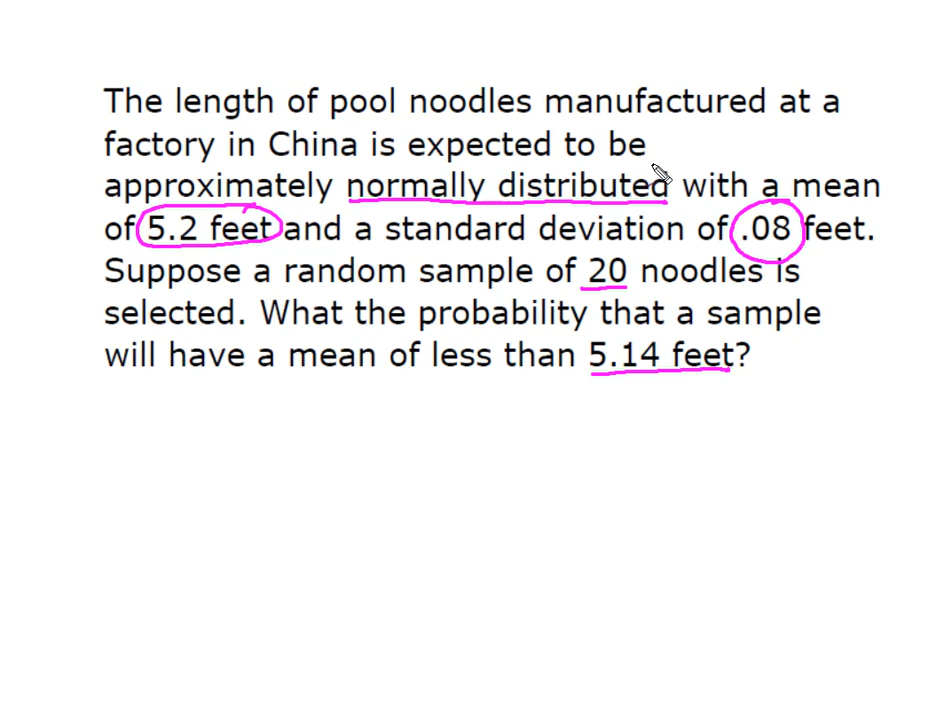 The length of pool noodles manufactured at a
factory in China is expected to be
approximately normally distributed with a mean
of 5.2 feet and a standard deviation of .08 feet.
Suppose a random sample of 20 noodles is
selected. What the probability that a sample
will have a mean of less than 5.14 feet?